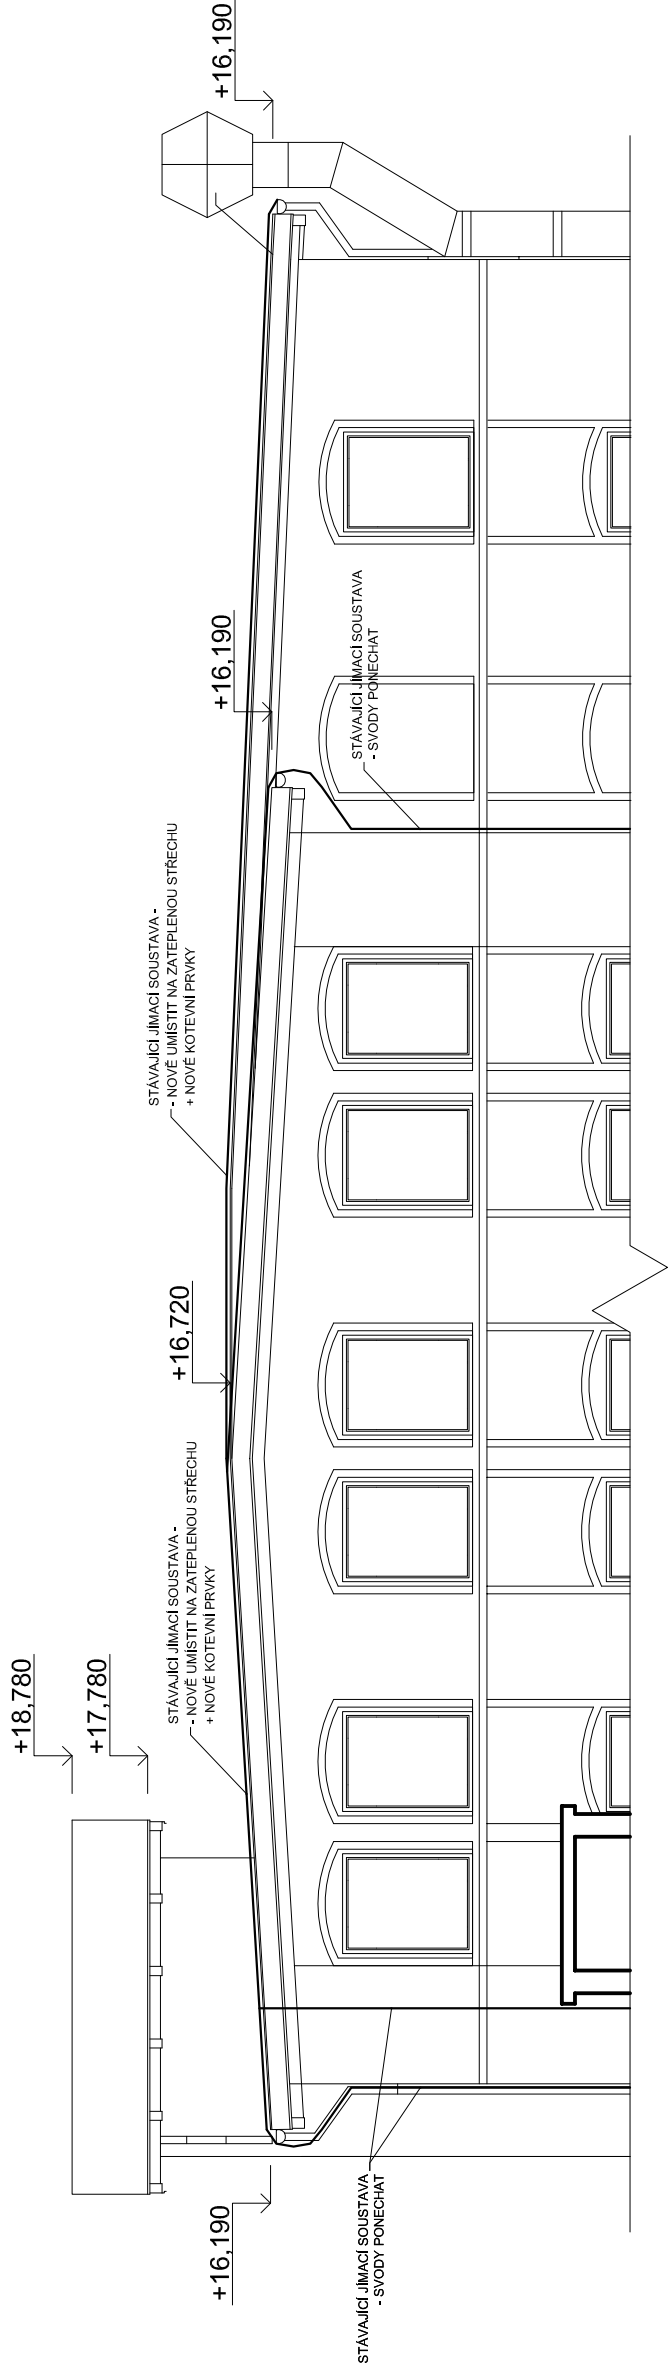 +18,780
+17,780
+16,190
STÁVAJÍCÍ JÍMACÍ SOUSTAVA
- SVODY PONECHAT
STÁVAJÍCÍ JÍMACÍ SOUSTAVA -
- NOVĚ UMÍSTIT NA ZATEPLENOU STŘECHU
+ NOVÉ KOTEVNÍ PRVKY
+16,720
STÁVAJÍCÍ JÍMACÍ SOUSTAVA -
- NOVĚ UMÍSTIT NA ZATEPLENOU STŘECHU
+ NOVÉ KOTEVNÍ PRVKY
+16,190
STÁVAJÍCÍ JÍMACÍ SOUSTAVA
- SVODY PONECHAT
+16,190